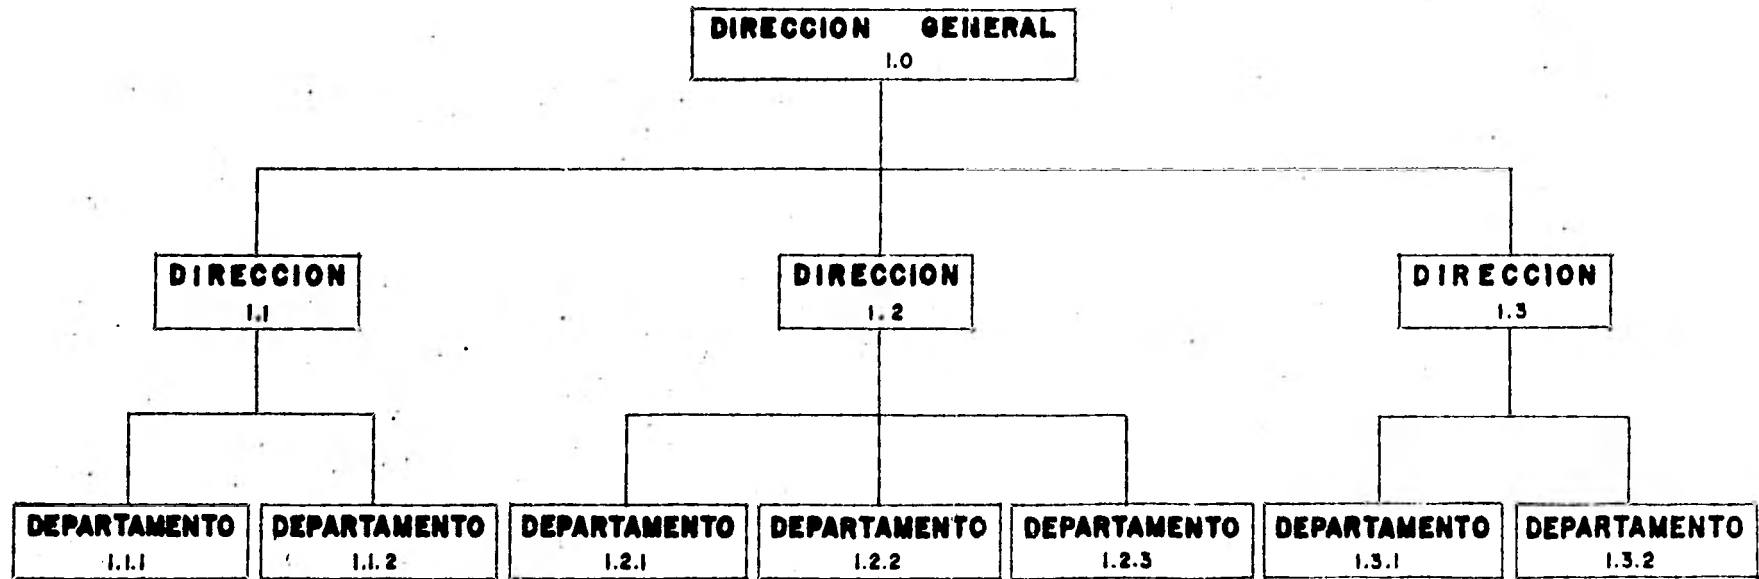 DIRECCION GENERAL
1.0
DIRECCION
1.1
DIRECCION
1.2
DIRECCION
1.3
DEPARTAMENTO
1.1.1
DEPARTAMENTO
1.1.2
DEPARTAMENTO
1.2.1
DEPARTAMENTO
1.2.2
DEPARTAMENTO
1.2.3
DEPARTAMENTO
1.3.1
DEPARTAMENTO
1.3.2